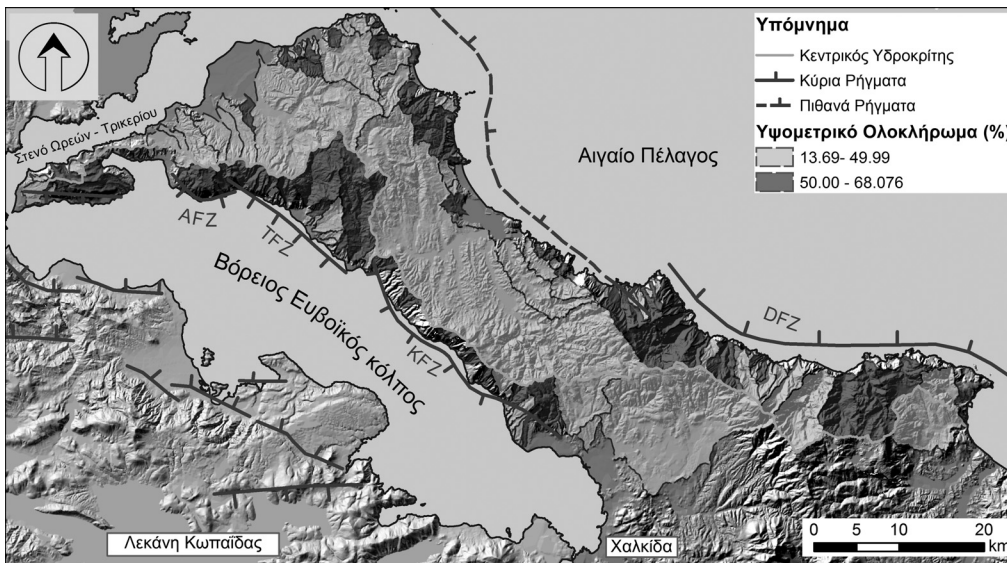 Υπόμνημα
Κεντρικός Υδροκρίτης
Κύρια Ρήγματα
Πιθανά Ρήγματα
Υψομετρικό Ολοκλήρωμα (%)
13.69- 49.99
50.00 - 68.076
Στενό Ωρεών - Τρικερίου
Αιγαίο Πέλαγος
AFZ
TFZ
Βόρειος Ευβοϊκός κόλπος
KFZ
DFZ
Λεκάνη Κωπαΐδας
Χαλκίδα
0 5 10 20
km